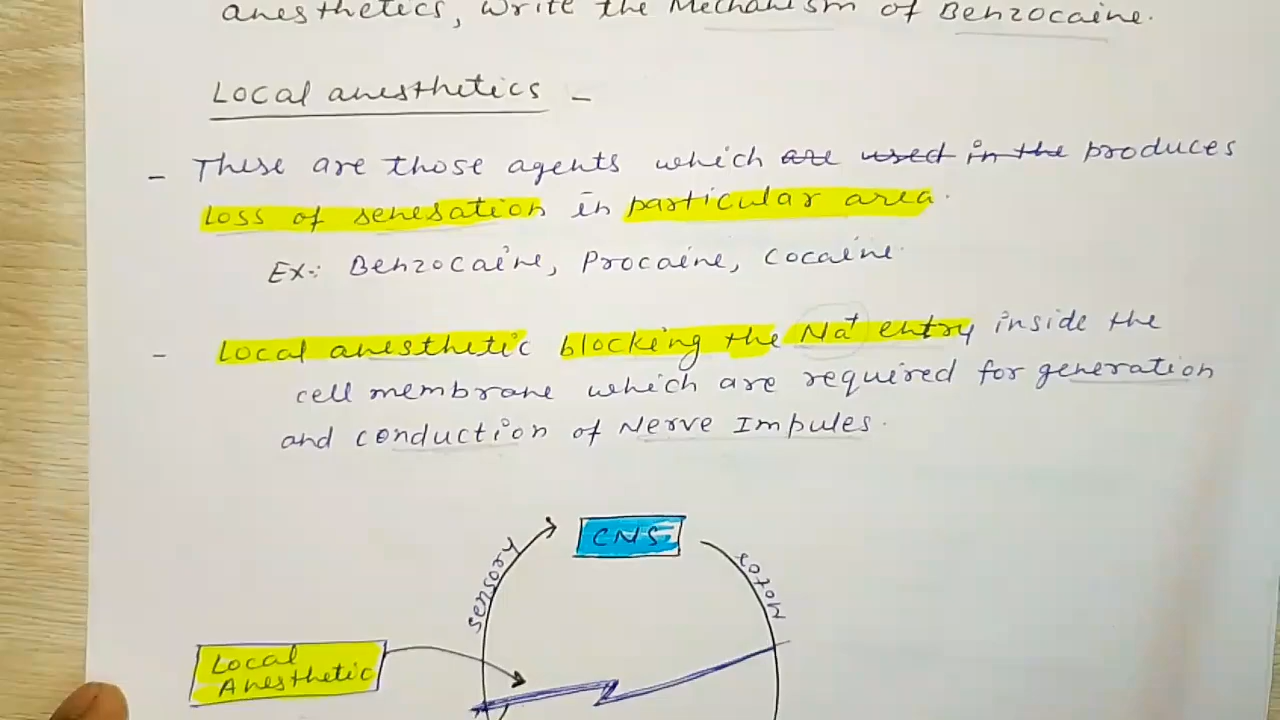 anesthetics, write the Mechanism of Benzocaine.
Local anesthetics -
- These are those agents which are used in the produces
Loss of senesation in particular area.
Ex:- Benzocaine, Procaine, Cocaine.
- Local anesthetic blocking the Na+ entry inside the
cell membrane which are required for generation
and conduction of Nerve Impules.
CNS
sensory
Motor
Local
Anesthetic